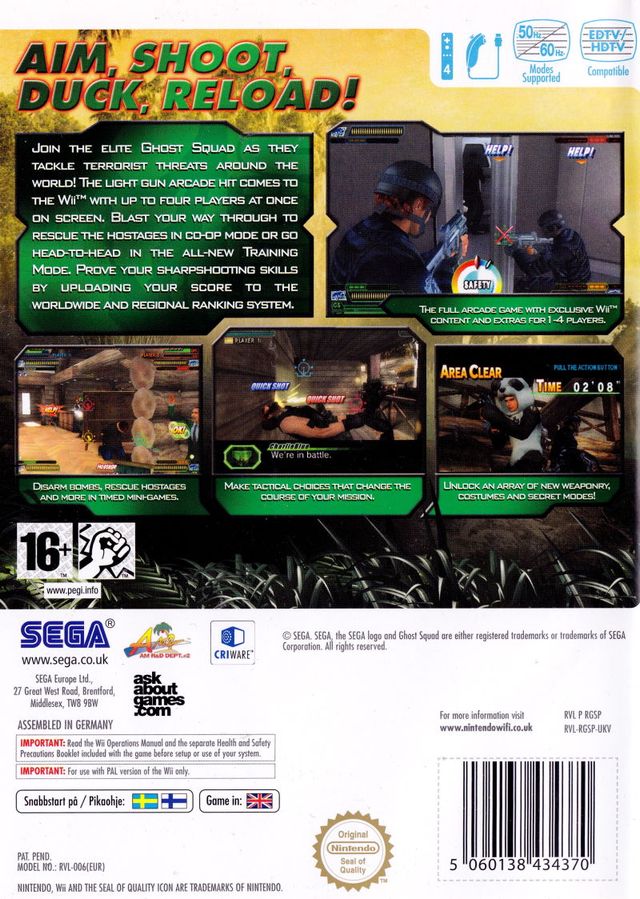 AIM, SHOOT,
DUCK, RELOAD!
4
50Hz
60Hz
Modes
Supported
EDTV/
HDTV
Compatible
JOIN THE ELITE GHOST SQUAD AS THEY
TACKLE TERRORIST THREATS AROUND THE
WORLD! THE LIGHT GUN ARCADE HIT COMES TO
THE Wii™ WITH UP TO FOUR PLAYERS AT ONCE
ON SCREEN. BLAST YOUR WAY THROUGH TO
RESCUE THE HOSTAGES IN CO-OP MODE OR GO
HEAD-TO-HEAD IN THE ALL-NEW TRAINING
MODE. PROVE YOUR SHARPSHOOTING SKILLS
BY UPLOADING YOUR SCORE TO THE
WORLDWIDE AND REGIONAL RANKING SYSTEM.
HELP!
HELP!
SAFETY
THE FULL ARCADE GAME WITH EXCLUSIVE Wii™
CONTENT AND EXTRAS FOR 1-4 PLAYERS.
HELP!
OK!
DISARM BOMBS, RESCUE HOSTAGES
AND MORE IN TIMED MINI-GAMES.
PLAYER 1
QUICK SHOT
QUICK SHOT
We're in battle.
MAKE TACTICAL CHOICES THAT CHANGE THE
COURSE OF YOUR MISSION.
PULL THE ACTION BUTTON
AREA CLEAR
TIME 02'08"
UNLOCK AN ARRAY OF NEW WEAPONRY,
COSTUMES AND SECRET MODES!
16+
TM
TM
www.pegi.info
SEGA®
www.sega.co.uk
AM R&D DEPT.#2
CRIWARE™
© SEGA. SEGA, the SEGA logo and Ghost Squad are either registered trademarks or trademarks of SEGA
Corporation. All rights reserved.
SEGA Europe Ltd.,
27 Great West Road, Brentford,
Middlesex, TW8 9BW
ask
about
games
.com
ASSEMBLED IN GERMANY
IMPORTANT: Read the Wii Operations Manual and the separate Health and Safety
Precautions Booklet included with the game before setup or use of your system.
IMPORTANT: For use with PAL version of the Wii only.
Snabbstart på / Pikaohje:
Game in:
For more information visit
www.nintendowifi.co.uk
RVL P RGSP
RVL-RGSP-UKV
Original
Nintendo
Seal of
Quality
TM
5 060138 434370
PAT. PEND.
MODEL NO.: RVL-006(EUR)
NINTENDO, Wii AND THE SEAL OF QUALITY ICON ARE TRADEMARKS OF NINTENDO.